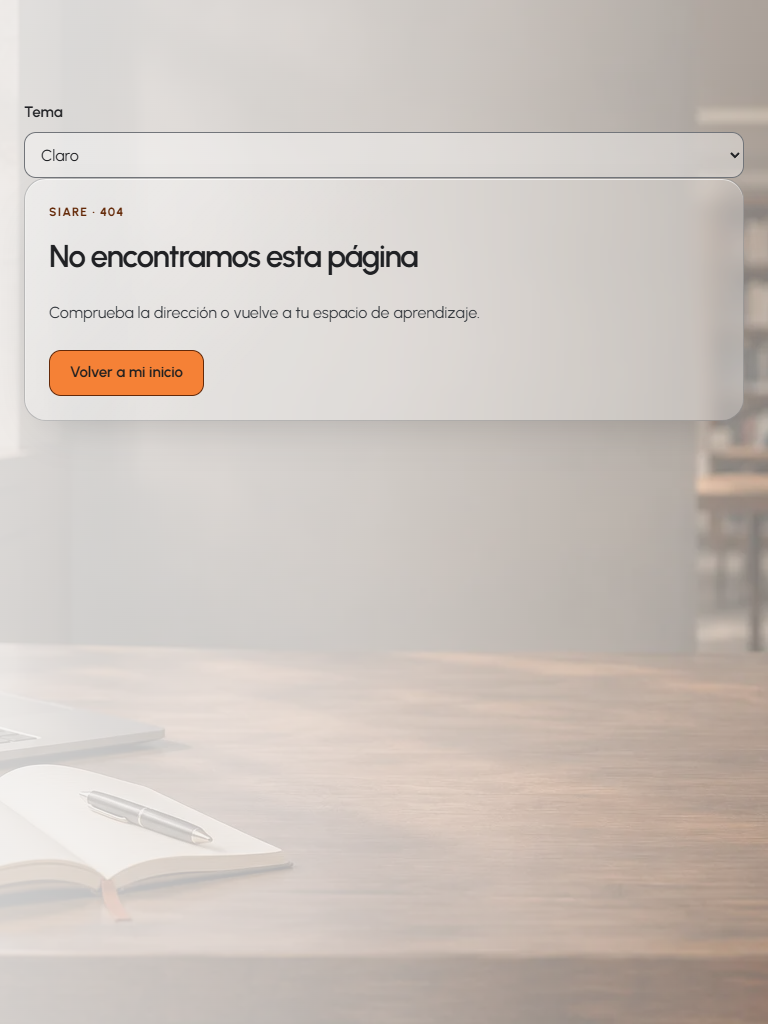 Tema
Claro
SIARE · 404
No encontramos esta página
Comprueba la dirección o vuelve a tu espacio de aprendizaje.
Volver a mi inicio